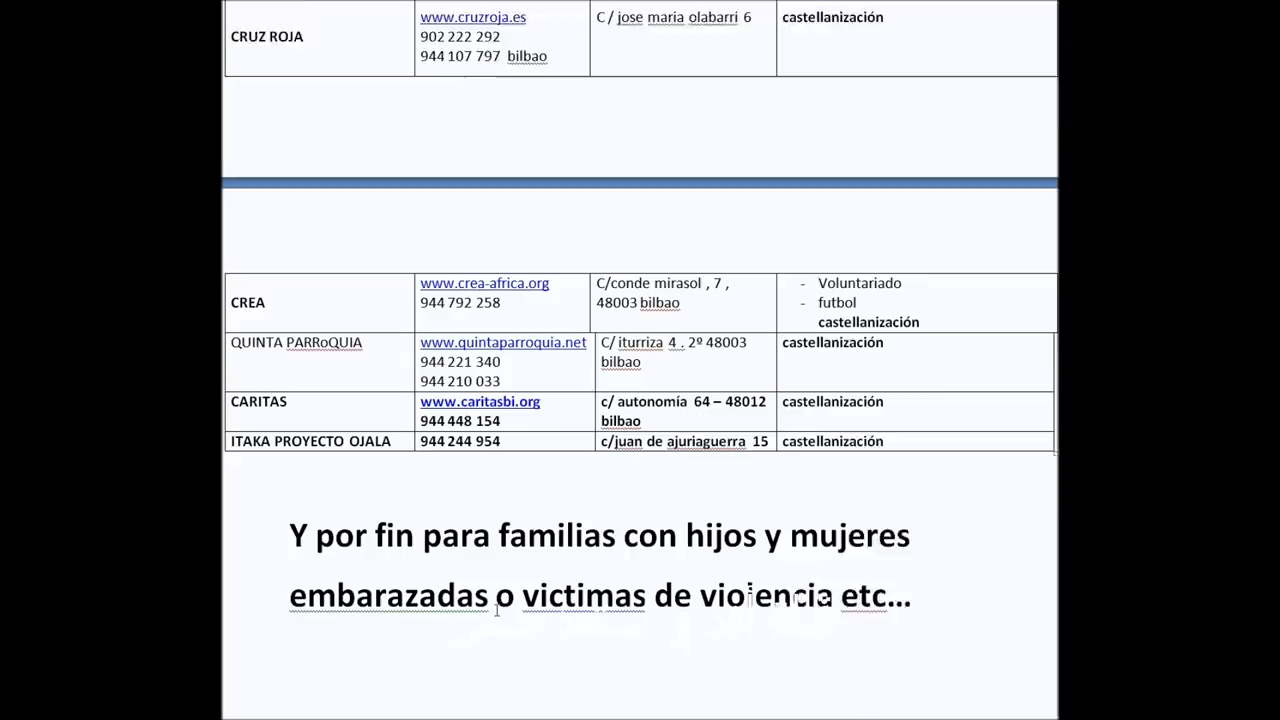 CRUZ ROJA
www.cruzroja.es
902 222 292
944 107 797 bilbao
C / jose maria olabarri 6
castellanización
CREA
www.crea-africa.org
944 792 258
C/conde mirasol , 7 ,
48003 bilbao
- Voluntariado
- futbol
castellanización
QUINTA PARRoQUIA
www.quintaparroquia.net
944 221 340
944 210 033
C/ iturriza 4 . 2º 48003
bilbao
castellanización
CARITAS
www.caritasbi.org
944 448 154
c/ autonomía 64 – 48012
bilbao
castellanización
ITAKA PROYECTO OJALA
944 244 954
c/juan de ajuriaguerra 15
castellanización
Y por fin para familias con hijos y mujeres
embarazadas o victimas de violencia etc...